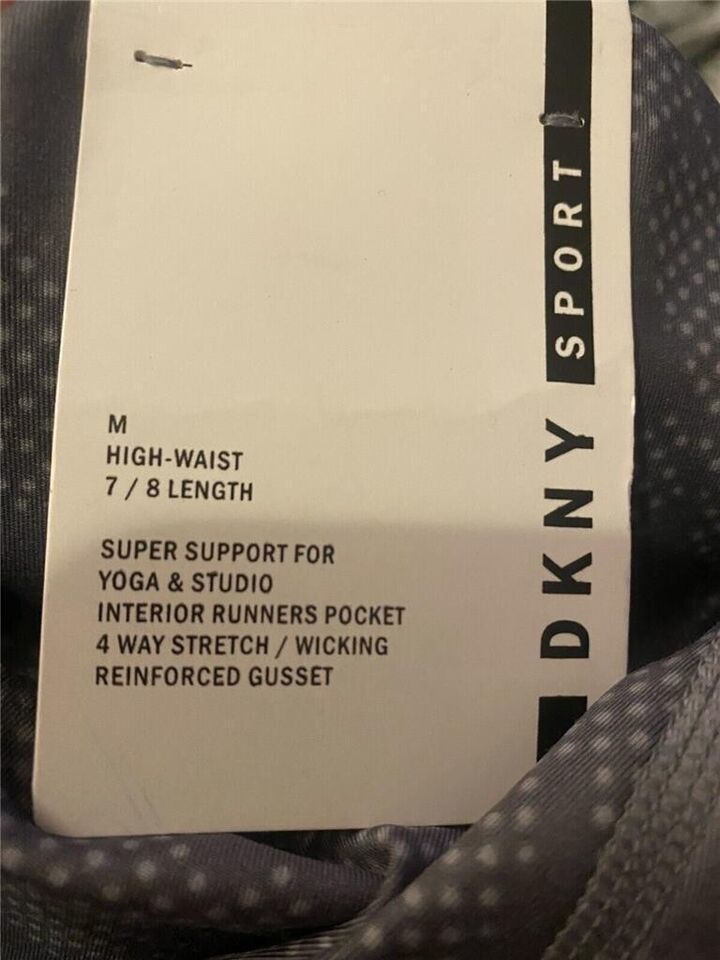 M
HIGH-WAIST
7 / 8 LENGTH
SUPER SUPPORT FOR
YOGA & STUDIO
INTERIOR RUNNERS POCKET
4 WAY STRETCH / WICKING
REINFORCED GUSSET
DKNY SPORT